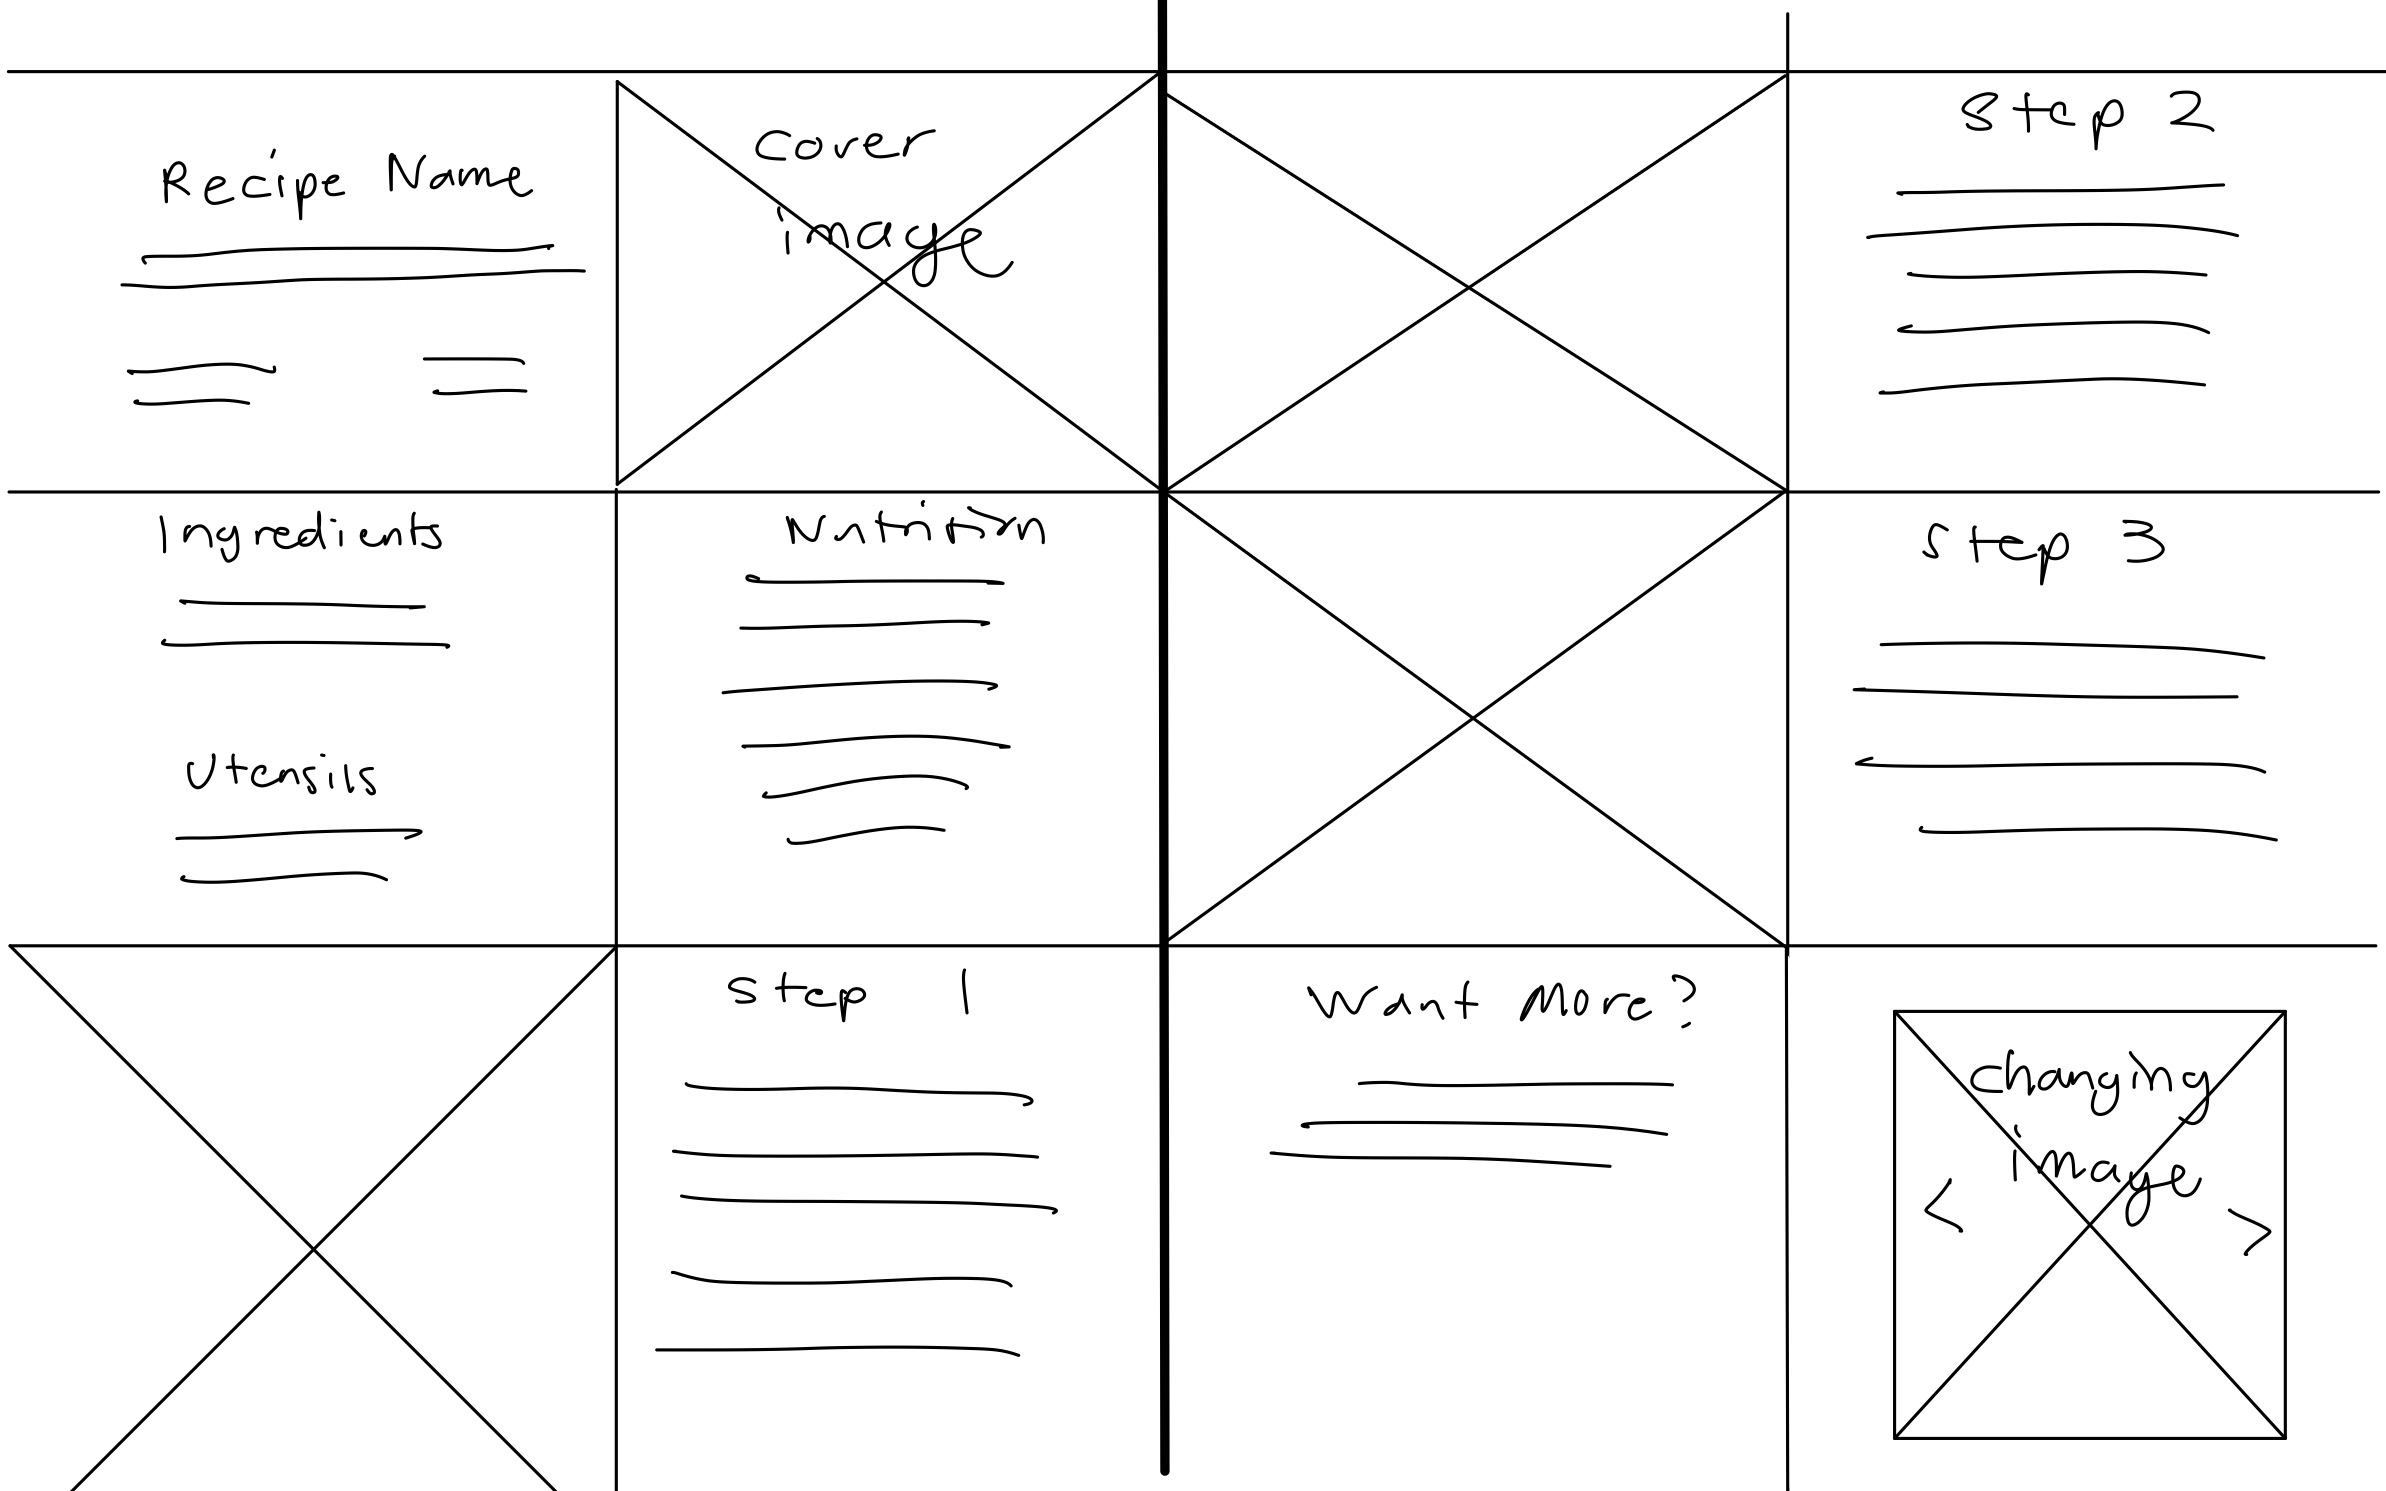 Recipe Name
Cover
image
Ingredients
Nutrition
Utensils
Step 1
Step 2
Step 3
Want More?
Changing
image
<
>